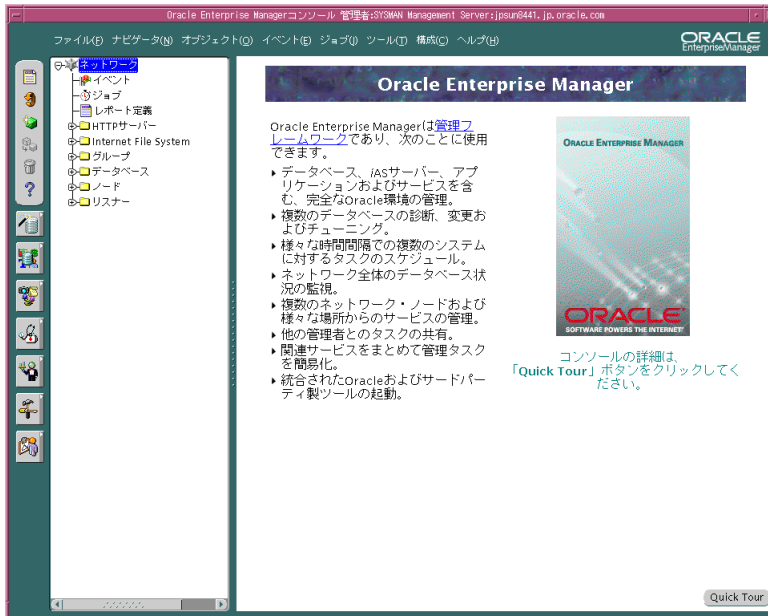 Oracle Enterprise Managerコンソール 管理者:SYSMAN Management Server:jpsun8441.jp.oracle.com
ファイル(F) ナビゲータ(N) オブジェクト(O) イベント(E) ジョブ(J) ツール(T) 構成(C) ヘルプ(H)
ORACLE
EnterpriseManager
ネットワーク
イベント
ジョブ
レポート定義
HTTPサーバー
Internet File System
グループ
データベース
ノード
リスナー
Oracle Enterprise Manager
Oracle Enterprise Managerは管理フ
レームワークであり、次のことに使用
できます。
データベース、iASサーバー、アプ
リケーションおよびサービスを含
む、完全なOracle環境の管理。
複数のデータベースの診断、変更お
よびチューニング。
様々な時間間隔での複数のシステム
に対するタスクのスケジュール。
ネットワーク全体のデータベース状
況の監視。
複数のネットワーク・ノードおよび
様々な場所からのサービスの管理。
他の管理者とのタスクの共有。
関連サービスをまとめて管理タスク
を簡易化。
統合されたOracleおよびサードパー
ティ製ツールの起動。
ORACLE ENTERPRISE MANAGER
ORACLE
SOFTWARE POWERS THE INTERNET
コンソールの詳細は、
「Quick Tour」ボタンをクリックしてく
ださい。
Quick Tour